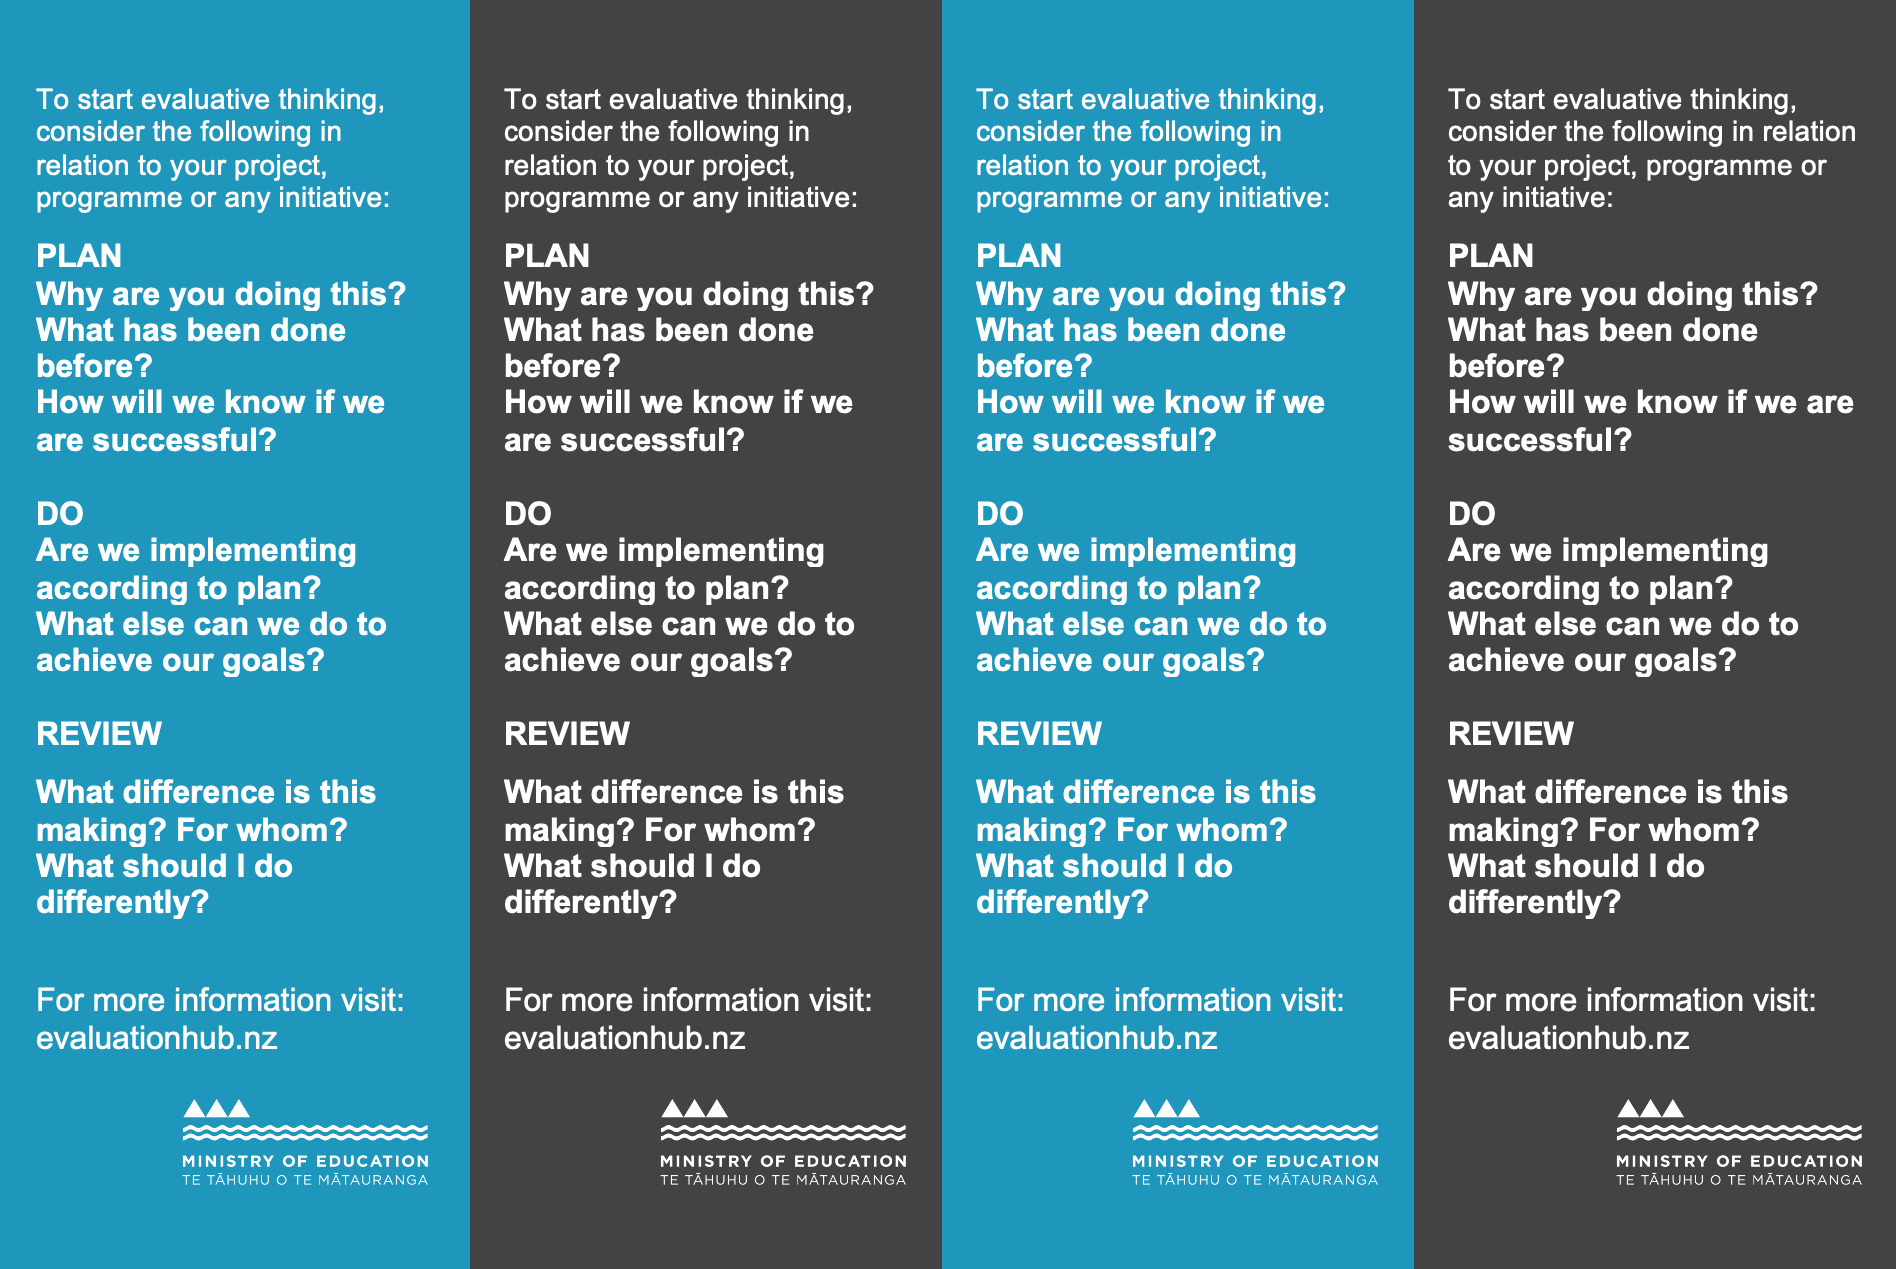 To start evaluative thinking,
consider the following in
relation to your project,
programme or any initiative:
PLAN
Why are you doing this?
What has been done
before?
How will we know if we
are successful?
DO
Are we implementing
according to plan?
What else can we do to
achieve our goals?
REVIEW
What difference is this
making? For whom?
What should I do
differently?
For more information visit:
evaluationhub.nz
MINISTRY OF EDUCATION
TE TĀHUHU O TE MĀTAURANGA
To start evaluative thinking,
consider the following in
relation to your project,
programme or any initiative:
PLAN
Why are you doing this?
What has been done
before?
How will we know if we
are successful?
DO
Are we implementing
according to plan?
What else can we do to
achieve our goals?
REVIEW
What difference is this
making? For whom?
What should I do
differently?
For more information visit:
evaluationhub.nz
MINISTRY OF EDUCATION
TE TĀHUHU O TE MĀTAURANGA
To start evaluative thinking,
consider the following in
relation to your project,
programme or any initiative:
PLAN
Why are you doing this?
What has been done
before?
How will we know if we
are successful?
DO
Are we implementing
according to plan?
What else can we do to
achieve our goals?
REVIEW
What difference is this
making? For whom?
What should I do
differently?
For more information visit:
evaluationhub.nz
MINISTRY OF EDUCATION
TE TĀHUHU O TE MĀTAURANGA
To start evaluative thinking,
consider the following in relation
to your project, programme or
any initiative:
PLAN
Why are you doing this?
What has been done
before?
How will we know if we are
successful?
DO
Are we implementing
according to plan?
What else can we do to
achieve our goals?
REVIEW
What difference is this
making? For whom?
What should I do
differently?
For more information visit:
evaluationhub.nz
MINISTRY OF EDUCATION
TE TĀHUHU O TE MĀTAURANGA